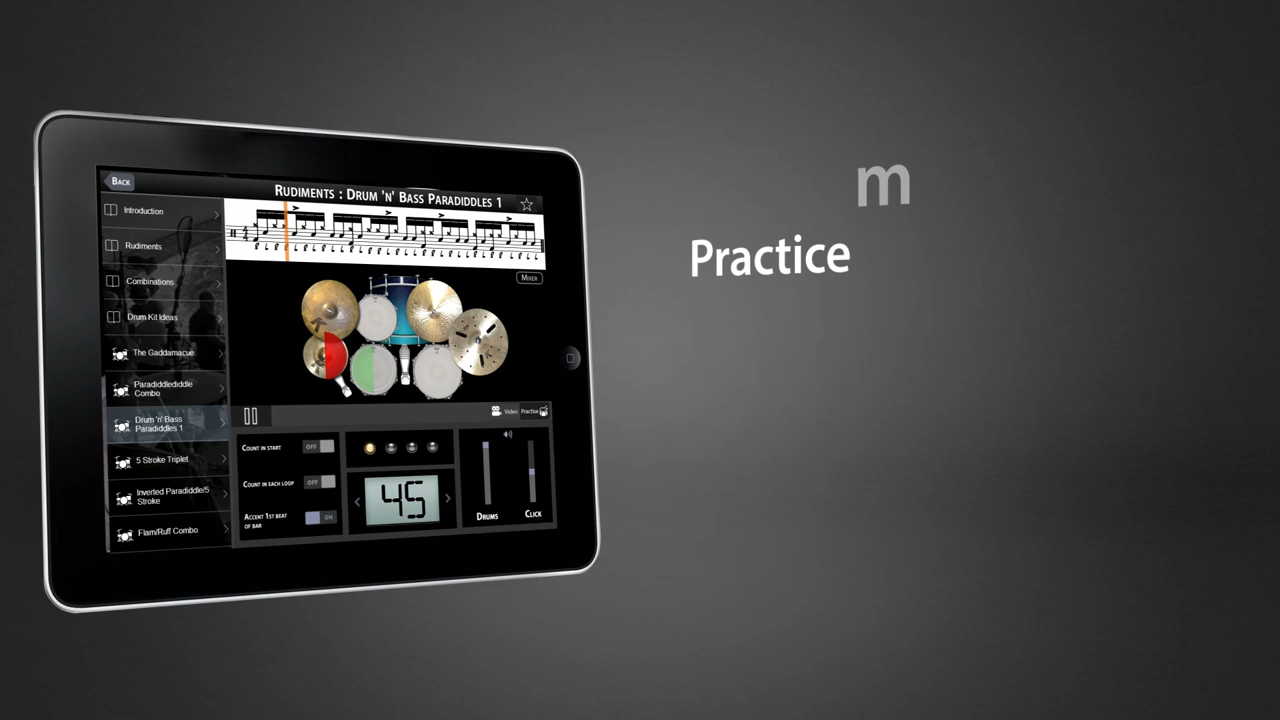 BACK
RUDIMENTS : DRUM 'N' BASS PARADIDDLES 1
Introduction
Rudiments
Combinations
Drum Kit Ideas
The Gaddamacue
Paradiddlediddle
Combo
Drum 'n' Bass
Paradiddles 1
5 Stroke Triplet
Inverted Paradiddle/5
Stroke
Flam/Ruff Combo
MIXER
Video
Practise
COUNT IN START
OFF
COUNT IN EACH LOOP
OFF
ACCENT 1ST BEAT
OF BAR
ON
45
DRUMS
CLICK
m
Practice